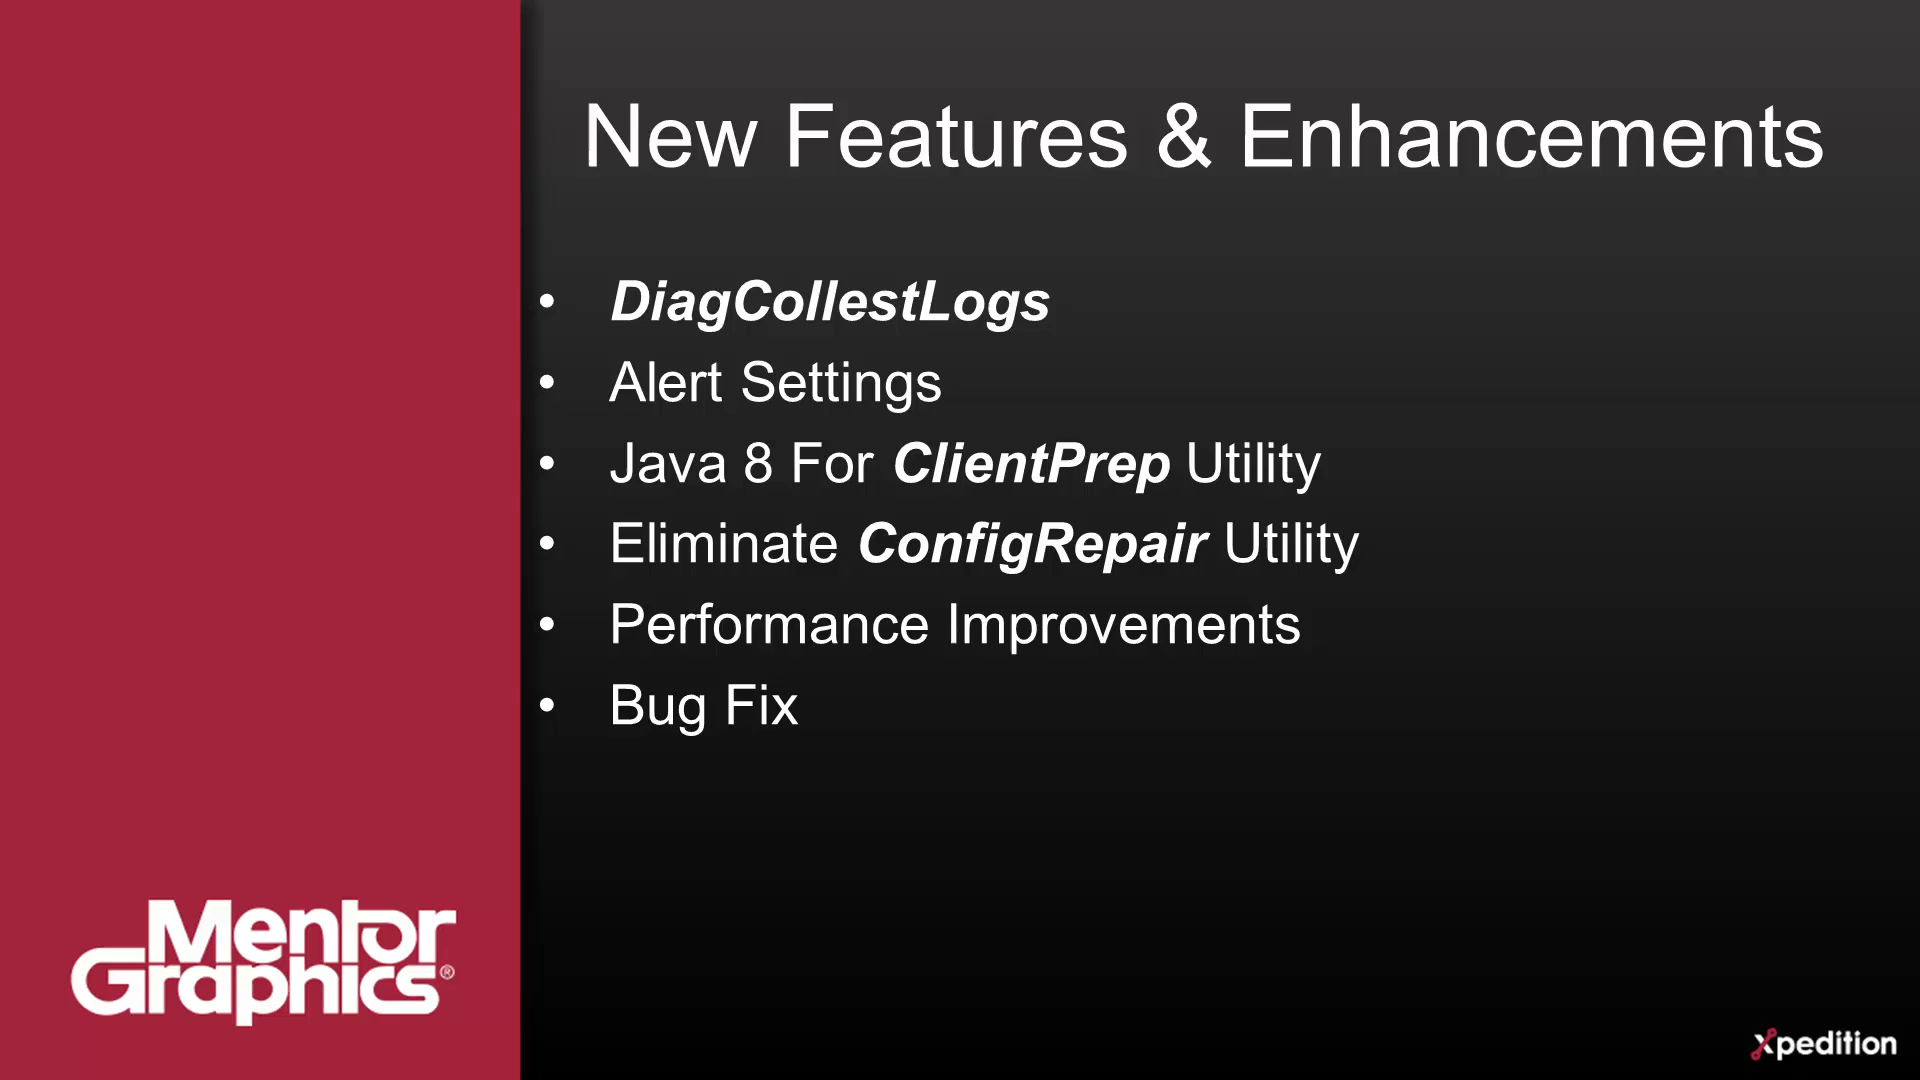 New Features & Enhancements
• DiagCollestLogs
• Alert Settings
• Java 8 For ClientPrep Utility
• Eliminate ConfigRepair Utility
• Performance Improvements
• Bug Fix
Mentor
Graphics®
Xpedition